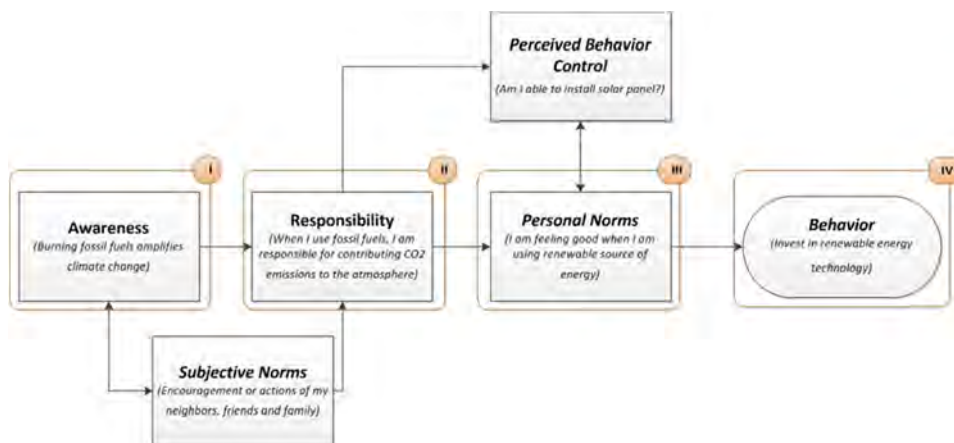 Perceived Behavior
Control
(Am I able to install solar panel?)
I
II
III
IV
Awareness
(Burning fossil fuels amplifies
climate change)
Responsibility
(When I use fossil fuels, I am
responsible for contributing CO2
emissions to the atmosphere)
Personal Norms
(I am feeling good when I am
using renewable source of
energy)
Behavior
(Invest in renewable energy
technology)
Subjective Norms
(Encouragement or actions of my
neighbors, friends and family)